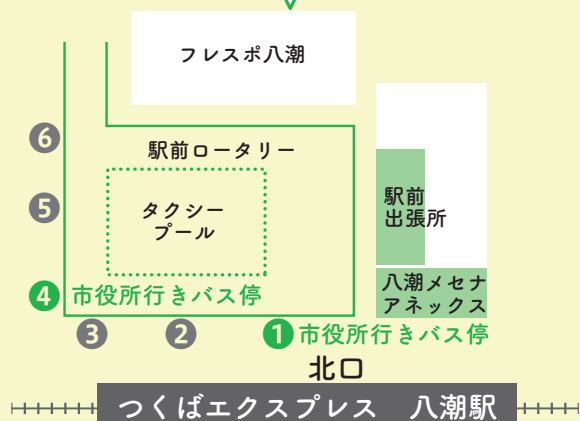 フレスポ八潮
駅前ロータリー
6
タクシー
プール
5
駅前
出張所
4 市役所行きバス停
八潮メセナ
アネックス
3
2
1 市役所行きバス停
北口
つくばエクスプレス 八潮駅